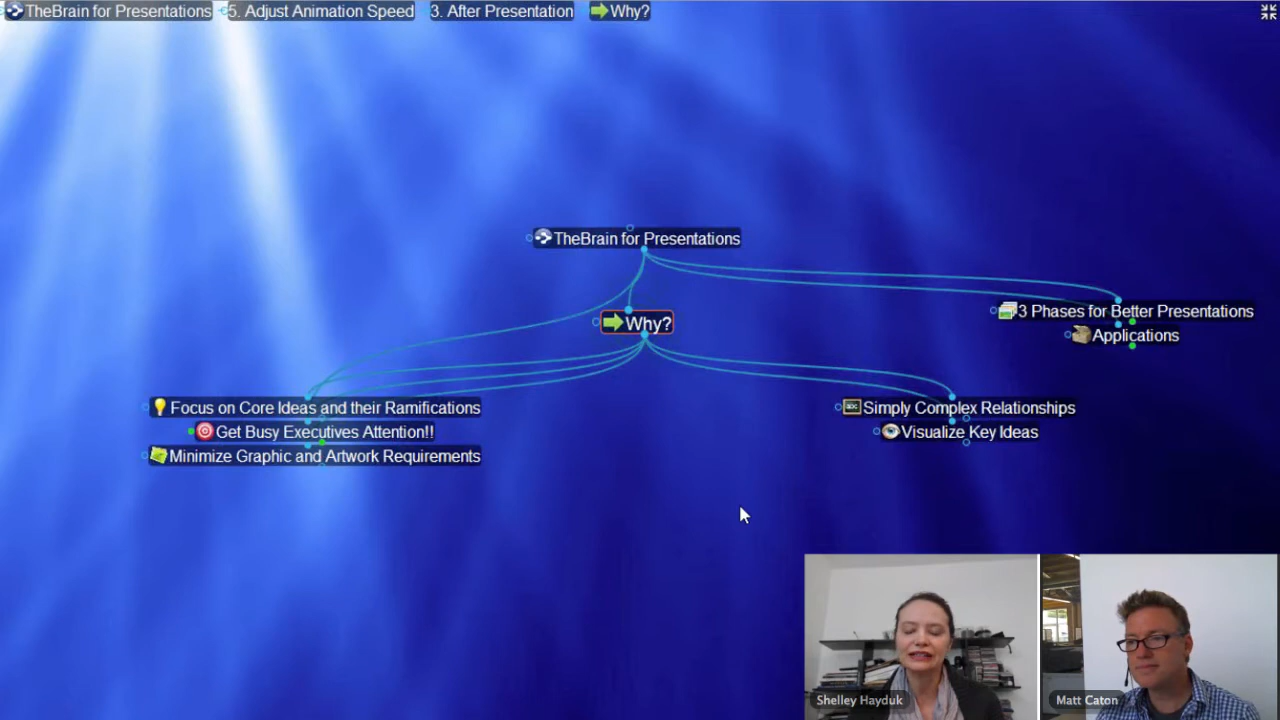 TheBrain for Presentations
5. Adjust Animation Speed
3. After Presentation
Why?
TheBrain for Presentations
3 Phases for Better Presentations
Why?
Applications
Focus on Core Ideas and their Ramifications
Get Busy Executives Attention!!
Minimize Graphic and Artwork Requirements
Simply Complex Relationships
Visualize Key Ideas
Shelley Hayduk
Matt Caton